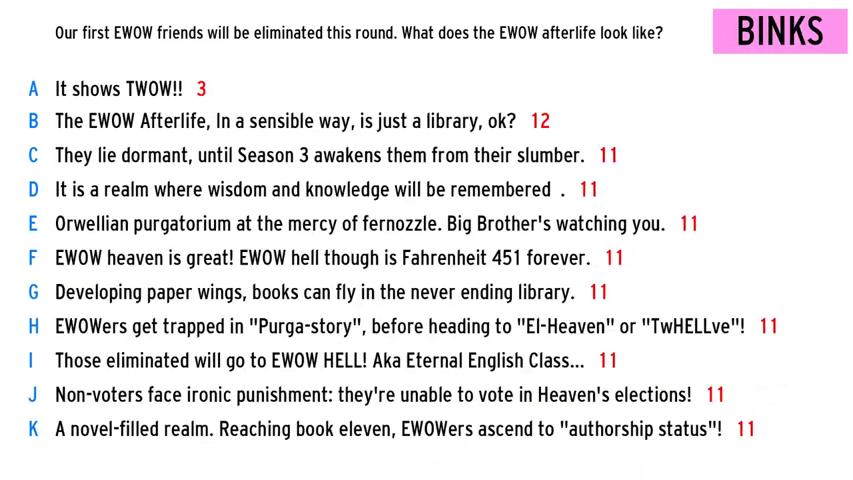 Our first EWOW friends will be eliminated this round. What does the EWOW afterlife look like?
BINKS
A It shows TWOW!! 3
B The EWOW Afterlife, In a sensible way, is just a library, ok? 12
C They lie dormant, until Season 3 awakens them from their slumber. 11
D It is a realm where wisdom and knowledge will be remembered . 11
E Orwellian purgatorium at the mercy of fernozzle. Big Brother's watching you. 11
F EWOW heaven is great! EWOW hell though is Fahrenheit 451 forever. 11
G Developing paper wings, books can fly in the never ending library. 11
H EWOWers get trapped in "Purga-story", before heading to "El-Heaven" or "TwHELLve"! 11
I Those eliminated will go to EWOW HELL! Aka Eternal English Class... 11
J Non-voters face ironic punishment: they're unable to vote in Heaven's elections! 11
K A novel-filled realm. Reaching book eleven, EWOWers ascend to "authorship status"! 11